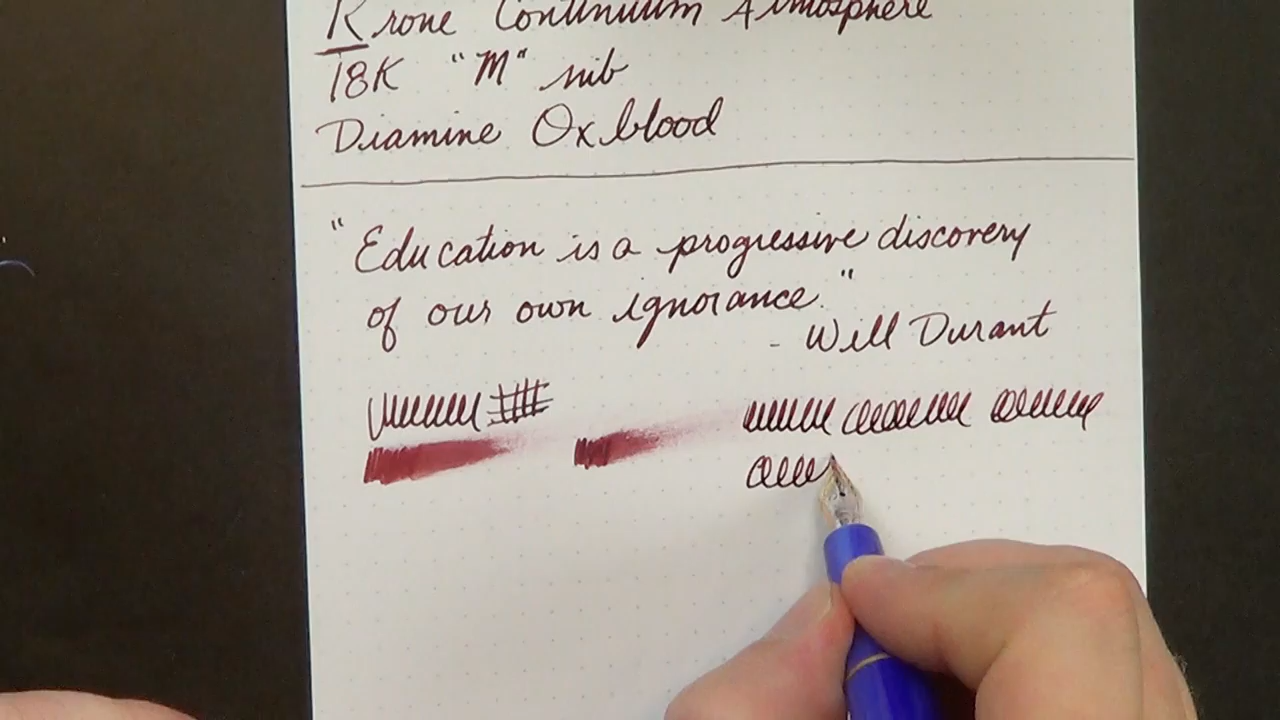 Krone Continuum Atmosphere
18K "M" nib
Diamine Oxblood
"Education is a progressive discovery
of our own ignorance."
- Will Durant